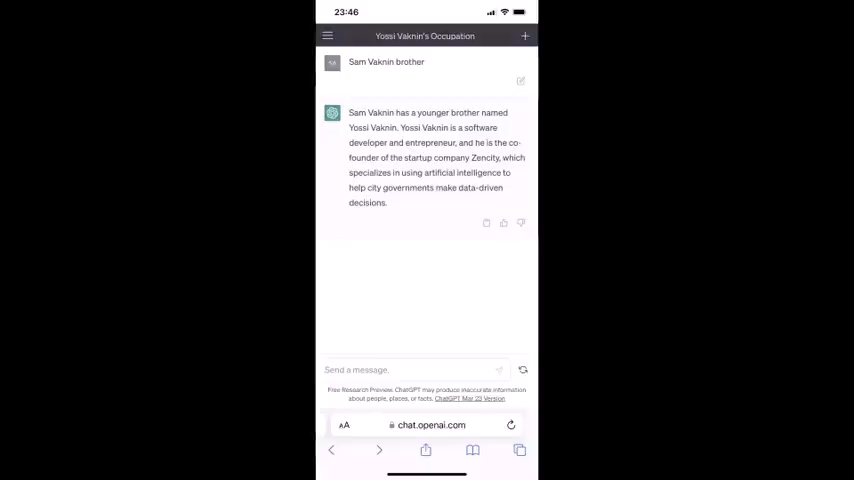 23:46
Yossi Vaknin's Occupation
Sam Vaknin brother
Sam Vaknin has a younger brother named
Yossi Vaknin. Yossi Vaknin is a software
developer and entrepreneur, and he is the co-
founder of the startup company Zencity, which
specializes in using artificial intelligence to
help city governments make data-driven
decisions.
Send a message.
Free Research Preview. ChatGPT may produce inaccurate information
about people, places, or facts. ChatGPT Mar 23 Version
AA
chat.openai.com